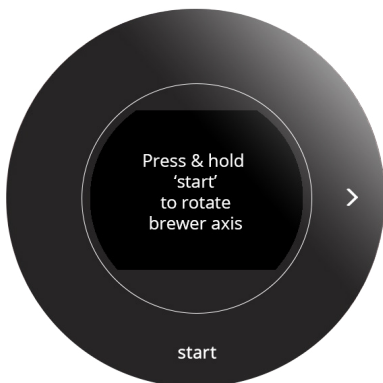 Press & hold
‘start’
to rotate
brewer axis
>
start